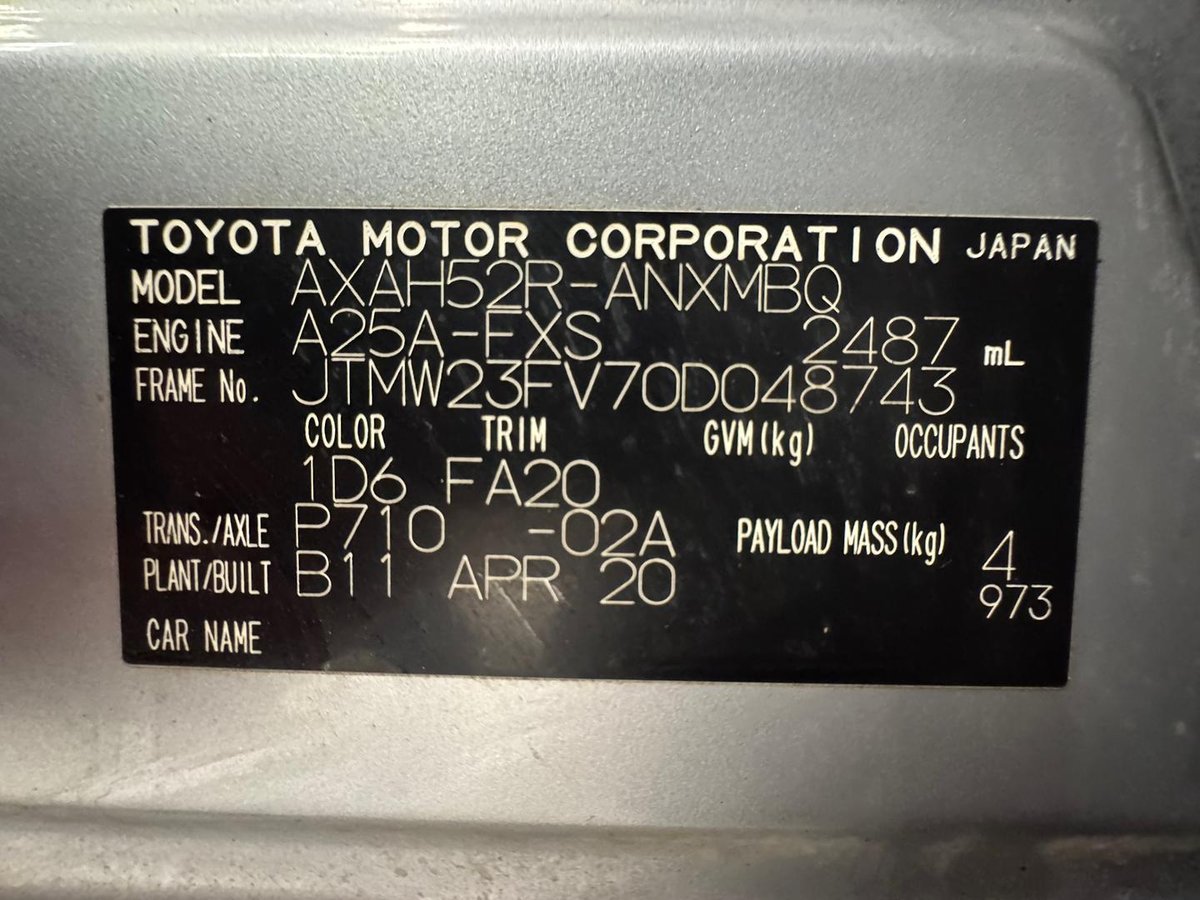 TOYOTA MOTOR CORPORATION JAPAN
MODEL AXAH52R-ANXMBQ
ENGINE A25A-FXS 2487 mL
FRAME No. JTMW23FV70D048743
COLOR TRIM GVM(kg) OCCUPANTS
1D6 FA20
TRANS./AXLE P710 -02A PAYLOAD MASS(kg) 4
PLANT/BUILT B11 APR 20 973
CAR NAME